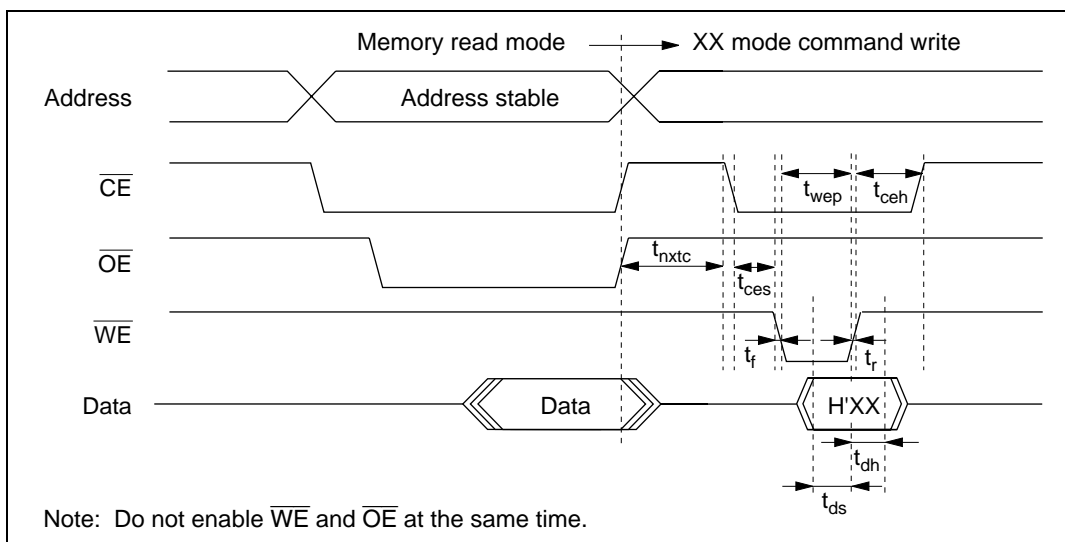 Memory read mode XX mode command write
Address Address stable
CE
t_wep t_ceh
OE
t_nxtc
t_ces
WE
t_f t_r
Data Data H'XX
t_dh
t_ds
Note: Do not enable WE and OE at the same time.